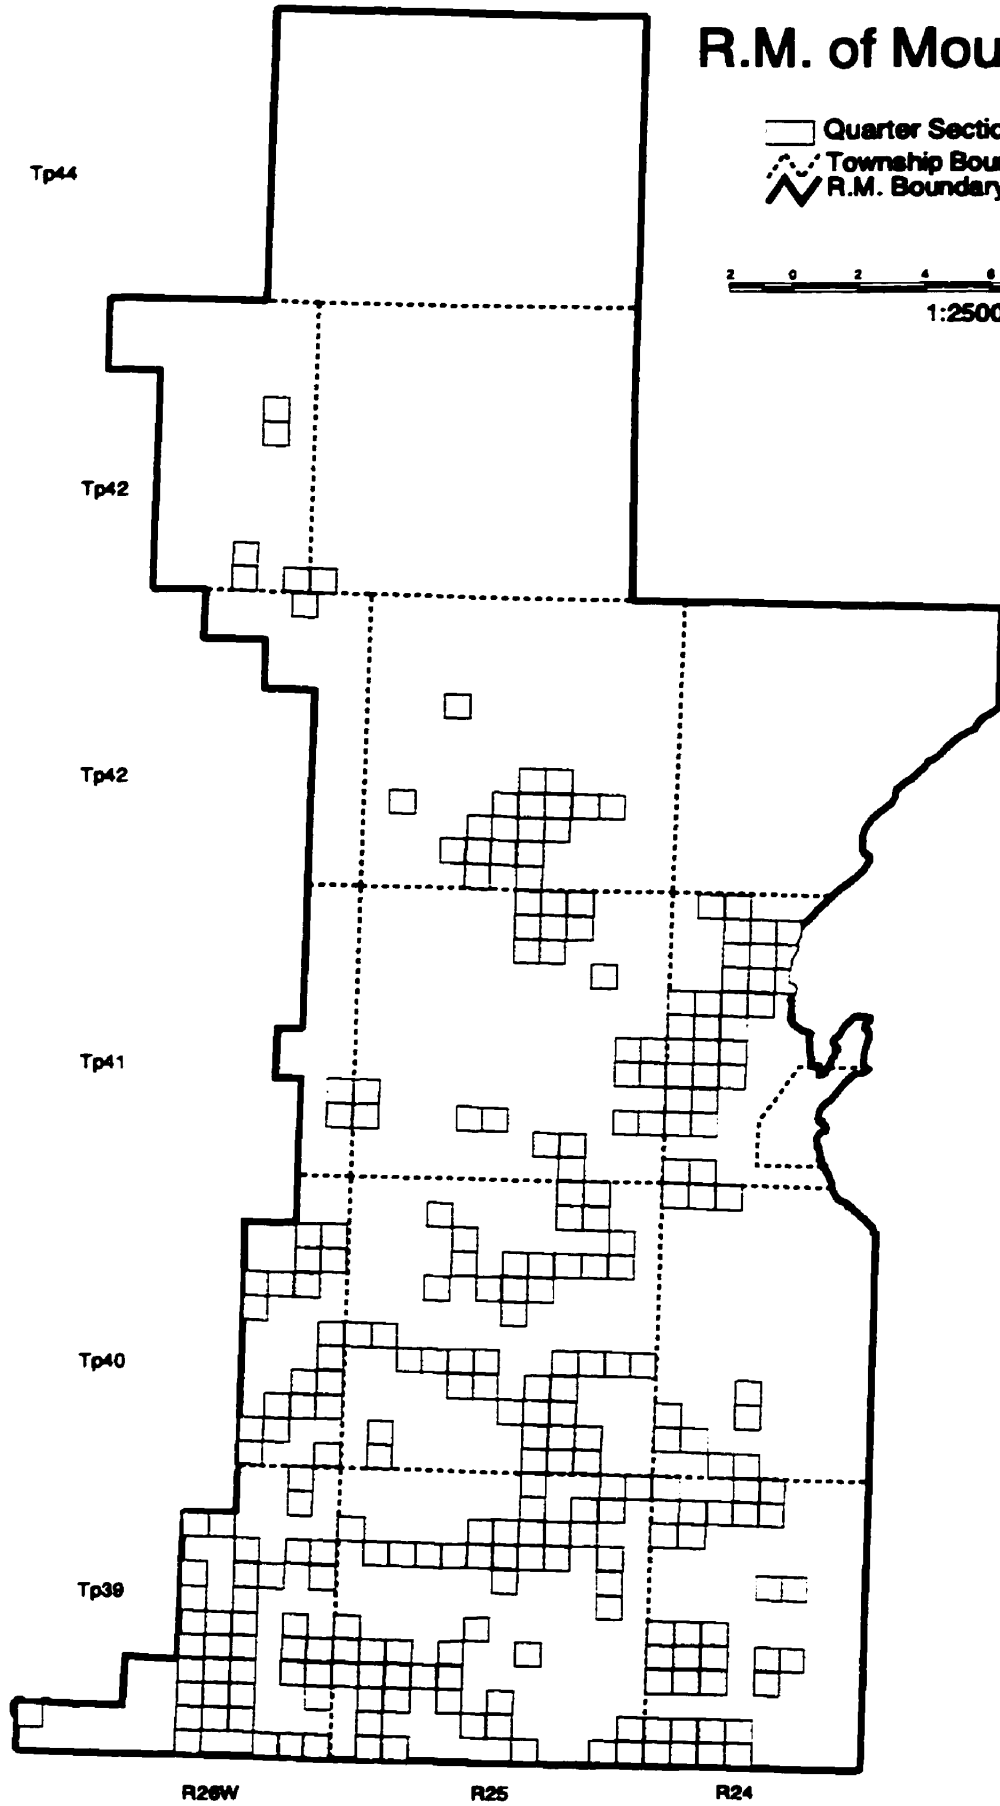 R.M. of Mou
Quarter Sectio
Township Bou
R.M. Boundary
2 0 2 4 6
1:2500
Tp44
Tp42
Tp42
Tp41
Tp40
Tp39
R26W R25 R24